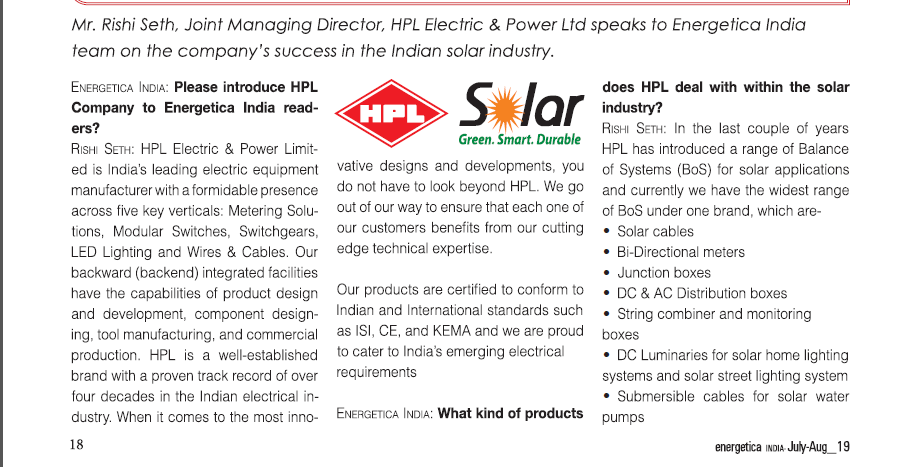 Mr. Rishi Seth, Joint Managing Director, HPL Electric & Power Ltd speaks to Energetica India
team on the company's success in the Indian solar industry.
ENERGETICA INDIA: Please introduce HPL
Company to Energetica India read-
ers?
RISHI SETH: HPL Electric & Power Limit-
ed is India's leading electric equipment
manufacturer with a formidable presence
across five key verticals: Metering Solu-
tions, Modular Switches, Switchgears,
LED Lighting and Wires & Cables. Our
backward (backend) integrated facilities
have the capabilities of product design
and development, component design-
ing, tool manufacturing, and commercial
production. HPL is a well-established
brand with a proven track record of over
four decades in the Indian electrical in-
dustry. When it comes to the most inno-
HPL Solar
Green. Smart. Durable
vative designs and developments, you
do not have to look beyond HPL. We go
out of our way to ensure that each one of
our customers benefits from our cutting
edge technical expertise.
Our products are certified to conform to
Indian and International standards such
as ISI, CE, and KEMA and we are proud
to cater to India's emerging electrical
requirements
ENERGETICA INDIA: What kind of products
does HPL deal with within the solar
industry?
RISHI SETH: In the last couple of years
HPL has introduced a range of Balance
of Systems (BoS) for solar applications
and currently we have the widest range
of BoS under one brand, which are-
• Solar cables
• Bi-Directional meters
• Junction boxes
• DC & AC Distribution boxes
• String combiner and monitoring
boxes
• DC Luminaries for solar home lighting
systems and solar street lighting system
• Submersible cables for solar water
pumps
18
energetica INDIA- July-Aug_19